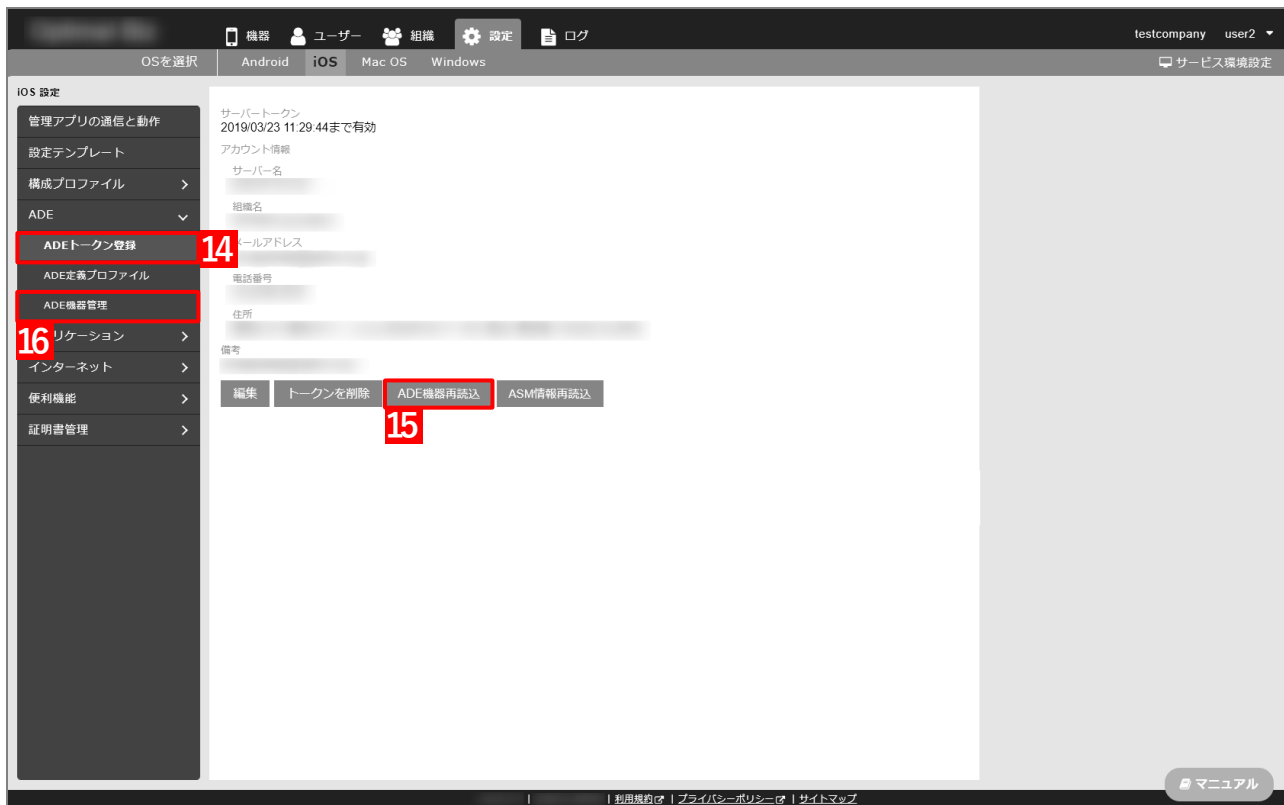 機器 ユーザー 組織 設定 ログ testcompany user2
OSを選択 Android iOS Mac OS Windows サービス環境設定
iOS 設定
管理アプリの通信と動作
設定テンプレート
構成プロファイル
ADE
ADEトークン登録
14
ADE定義プロファイル
ADE機器管理
16
リケーション
インターネット
便利機能
証明書管理
サーバートークン
2019/03/23 11:29:44まで有効
アカウント情報
サーバー名
組織名
メールアドレス
電話番号
住所
備考
編集 トークンを削除 ADE機器再読込 ASM情報再読込
15
マニュアル
| | 利用規約 | プライバシーポリシー | サイトマップ